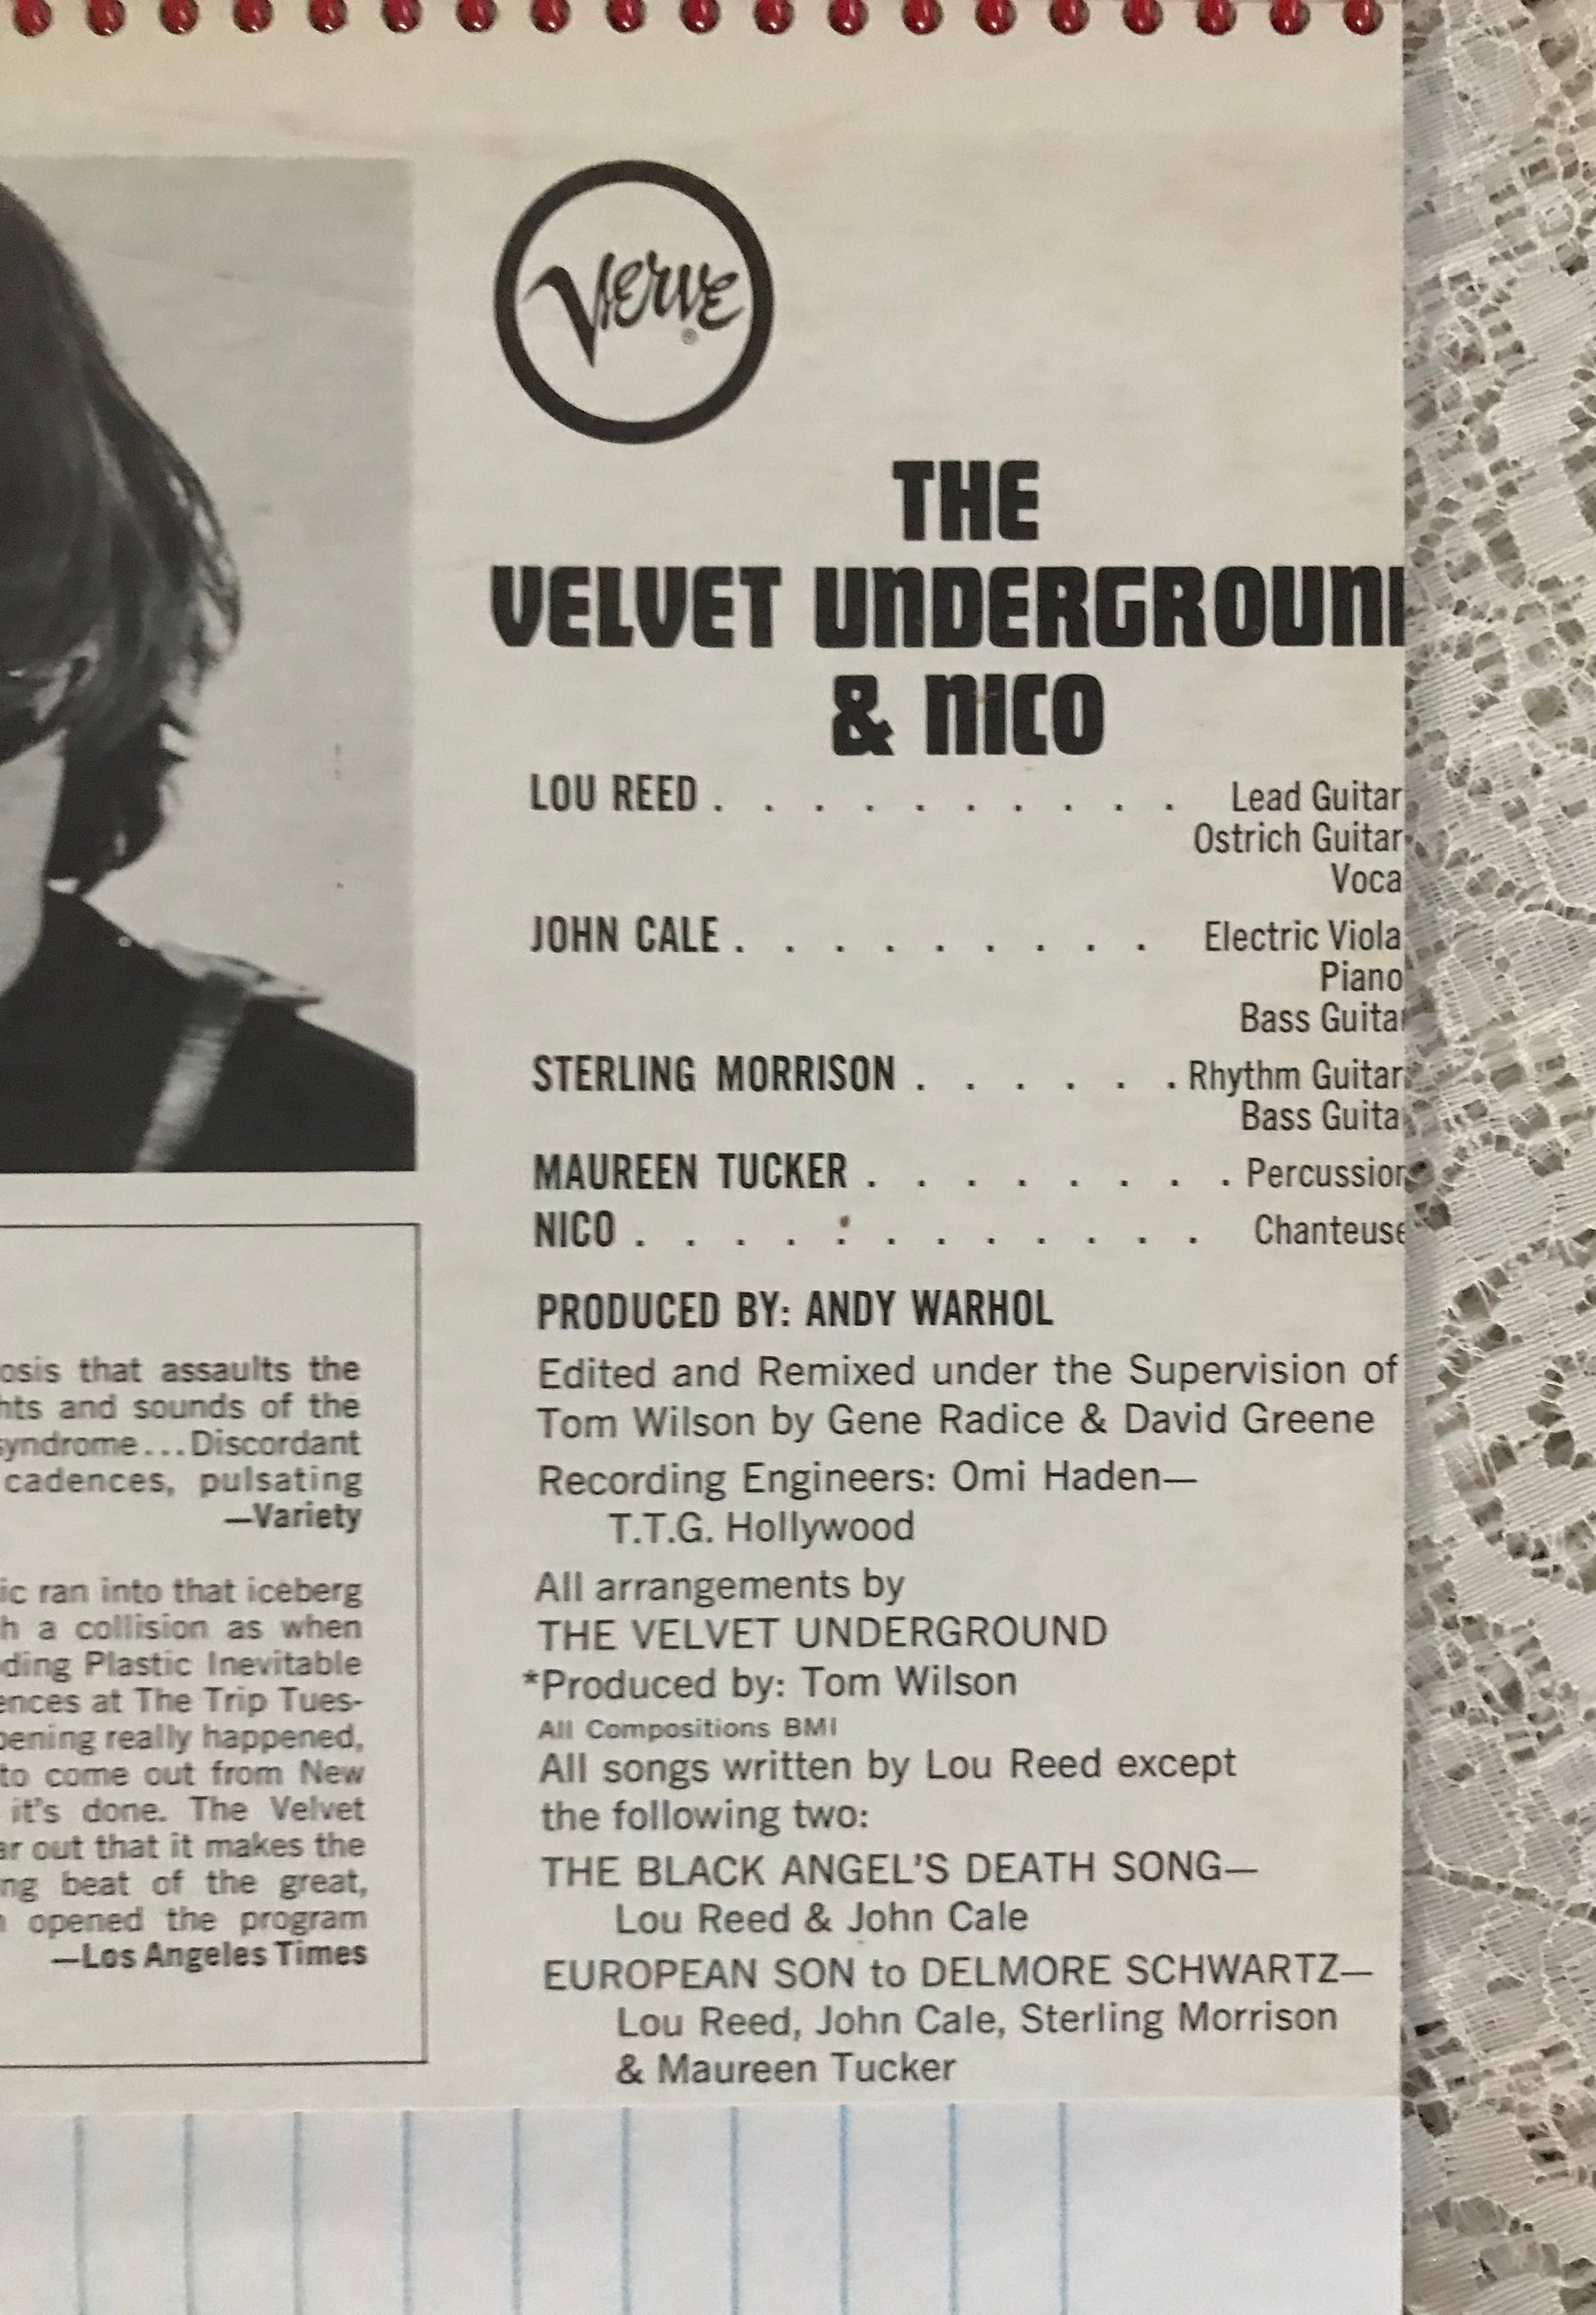 Verve
®
THE
VELVET UNDERGROUN
& NICO
LOU REED . . . . . . . . . . Lead Guitar
Ostrich Guitar
Voca
JOHN CALE . . . . . . . . . Electric Viola
Piano
Bass Guita
STERLING MORRISON . . . . . . Rhythm Guitar
Bass Guita
MAUREEN TUCKER . . . . . . . . Percussion
NICO . . . . . . . . . . . . Chanteuse
PRODUCED BY: ANDY WARHOL
Edited and Remixed under the Supervision of
Tom Wilson by Gene Radice & David Greene
Recording Engineers: Omi Haden—
T.T.G. Hollywood
All arrangements by
THE VELVET UNDERGROUND
*Produced by: Tom Wilson
All Compositions BMI
All songs written by Lou Reed except
the following two:
THE BLACK ANGEL'S DEATH SONG—
Lou Reed & John Cale
EUROPEAN SON to DELMORE SCHWARTZ—
Lou Reed, John Cale, Sterling Morrison
& Maureen Tucker
osis that assaults the
hts and sounds of the
syndrome...Discordant
cadences, pulsating
—Variety
ic ran into that iceberg
h a collision as when
ding Plastic Inevitable
ences at The Trip Tues-
pening really happened,
to come out from New
it's done. The Velvet
ar out that it makes the
ng beat of the great,
opened the program
—Los Angeles Times